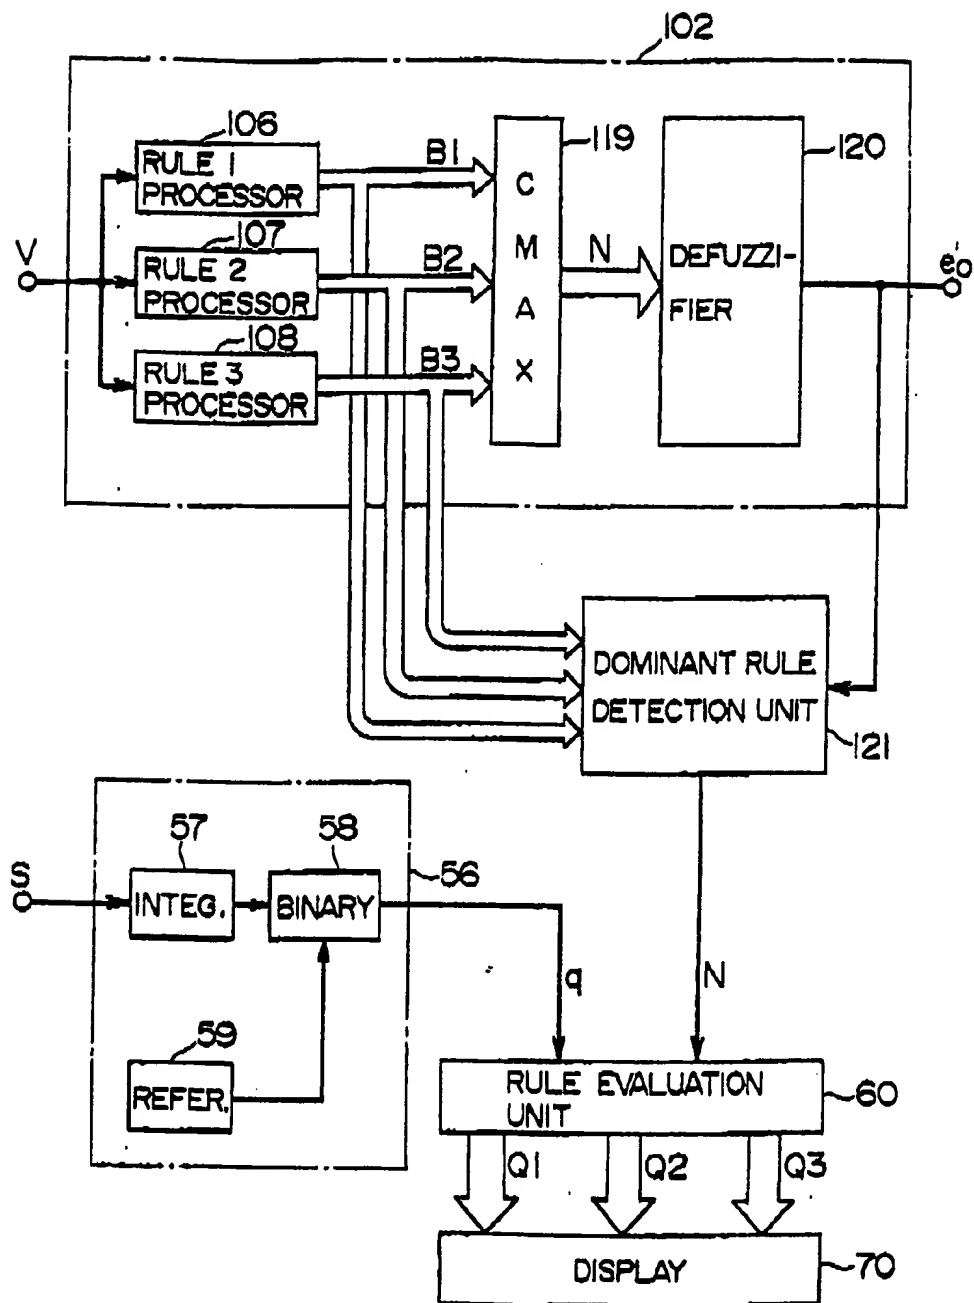 102
106
RULE 1
PROCESSOR
B1
119
120
V
107
RULE 2
PROCESSOR
B2
C
M
A
X
N
DEFUZZI-
FIER
e'o
108
RULE 3
PROCESSOR
B3
DOMINANT RULE
DETECTION UNIT
121
57
58
56
S
INTEG.
BINARY
q
N
59
REFER.
RULE EVALUATION
UNIT
60
Q1
Q2
Q3
DISPLAY
70